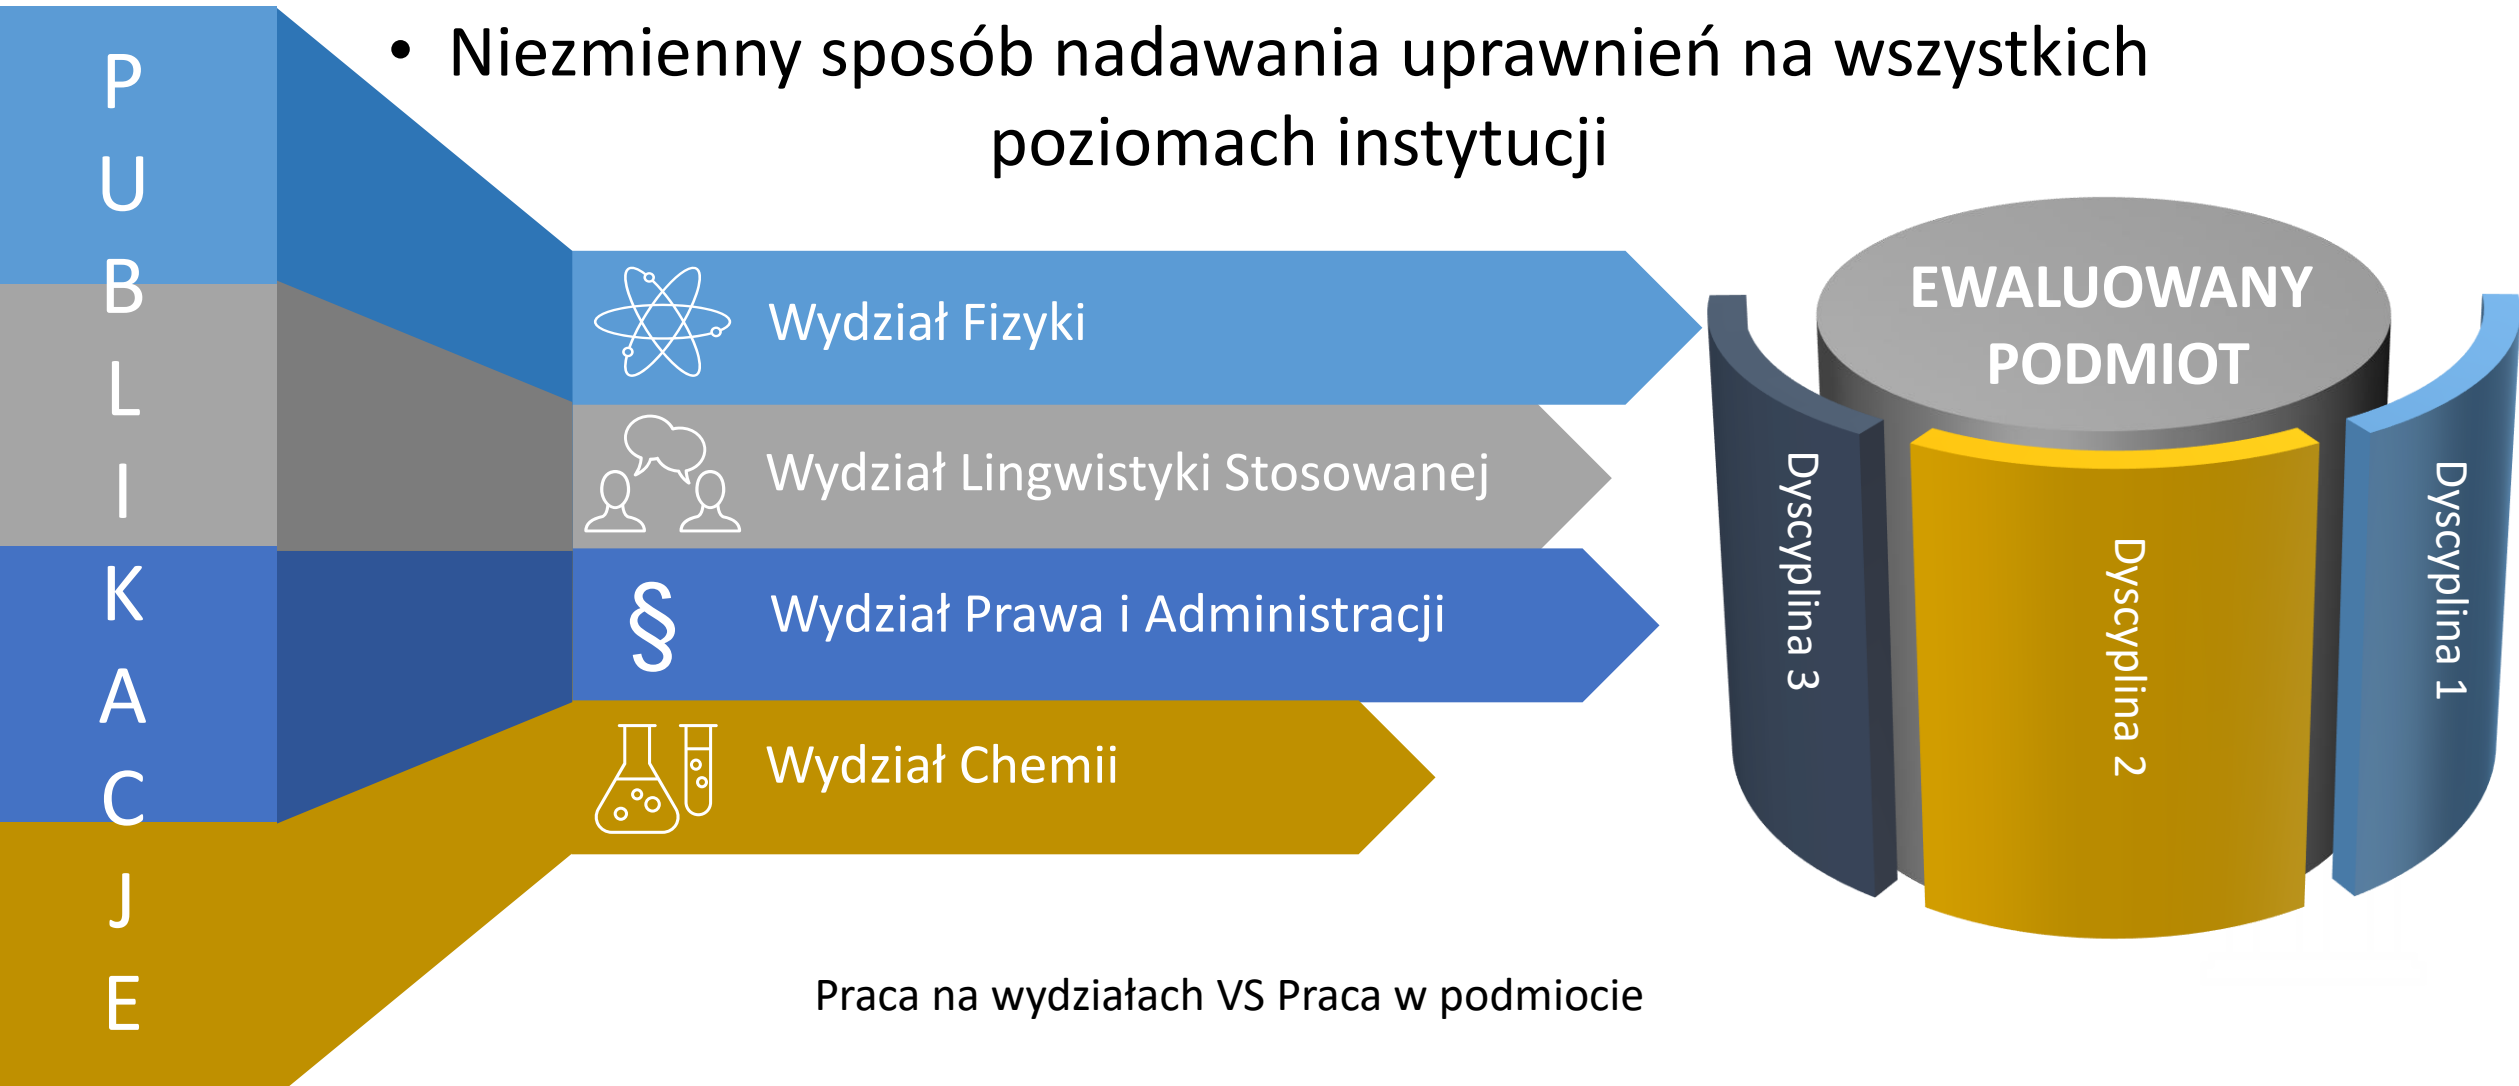 • Niezmienny sposób nadawania uprawnień na wszystkich
poziomach instytucji
PUBLIKACJE
Wydział Fizyki
Wydział Lingwistyki Stosowanej
§ Wydział Prawa i Administracji
Wydział Chemii
EWALUOWANY
PODMIOT
Dyscyplina 3
Dyscyplina 2
Dyscyplina 1
Praca na wydziałach VS Praca w podmiocie